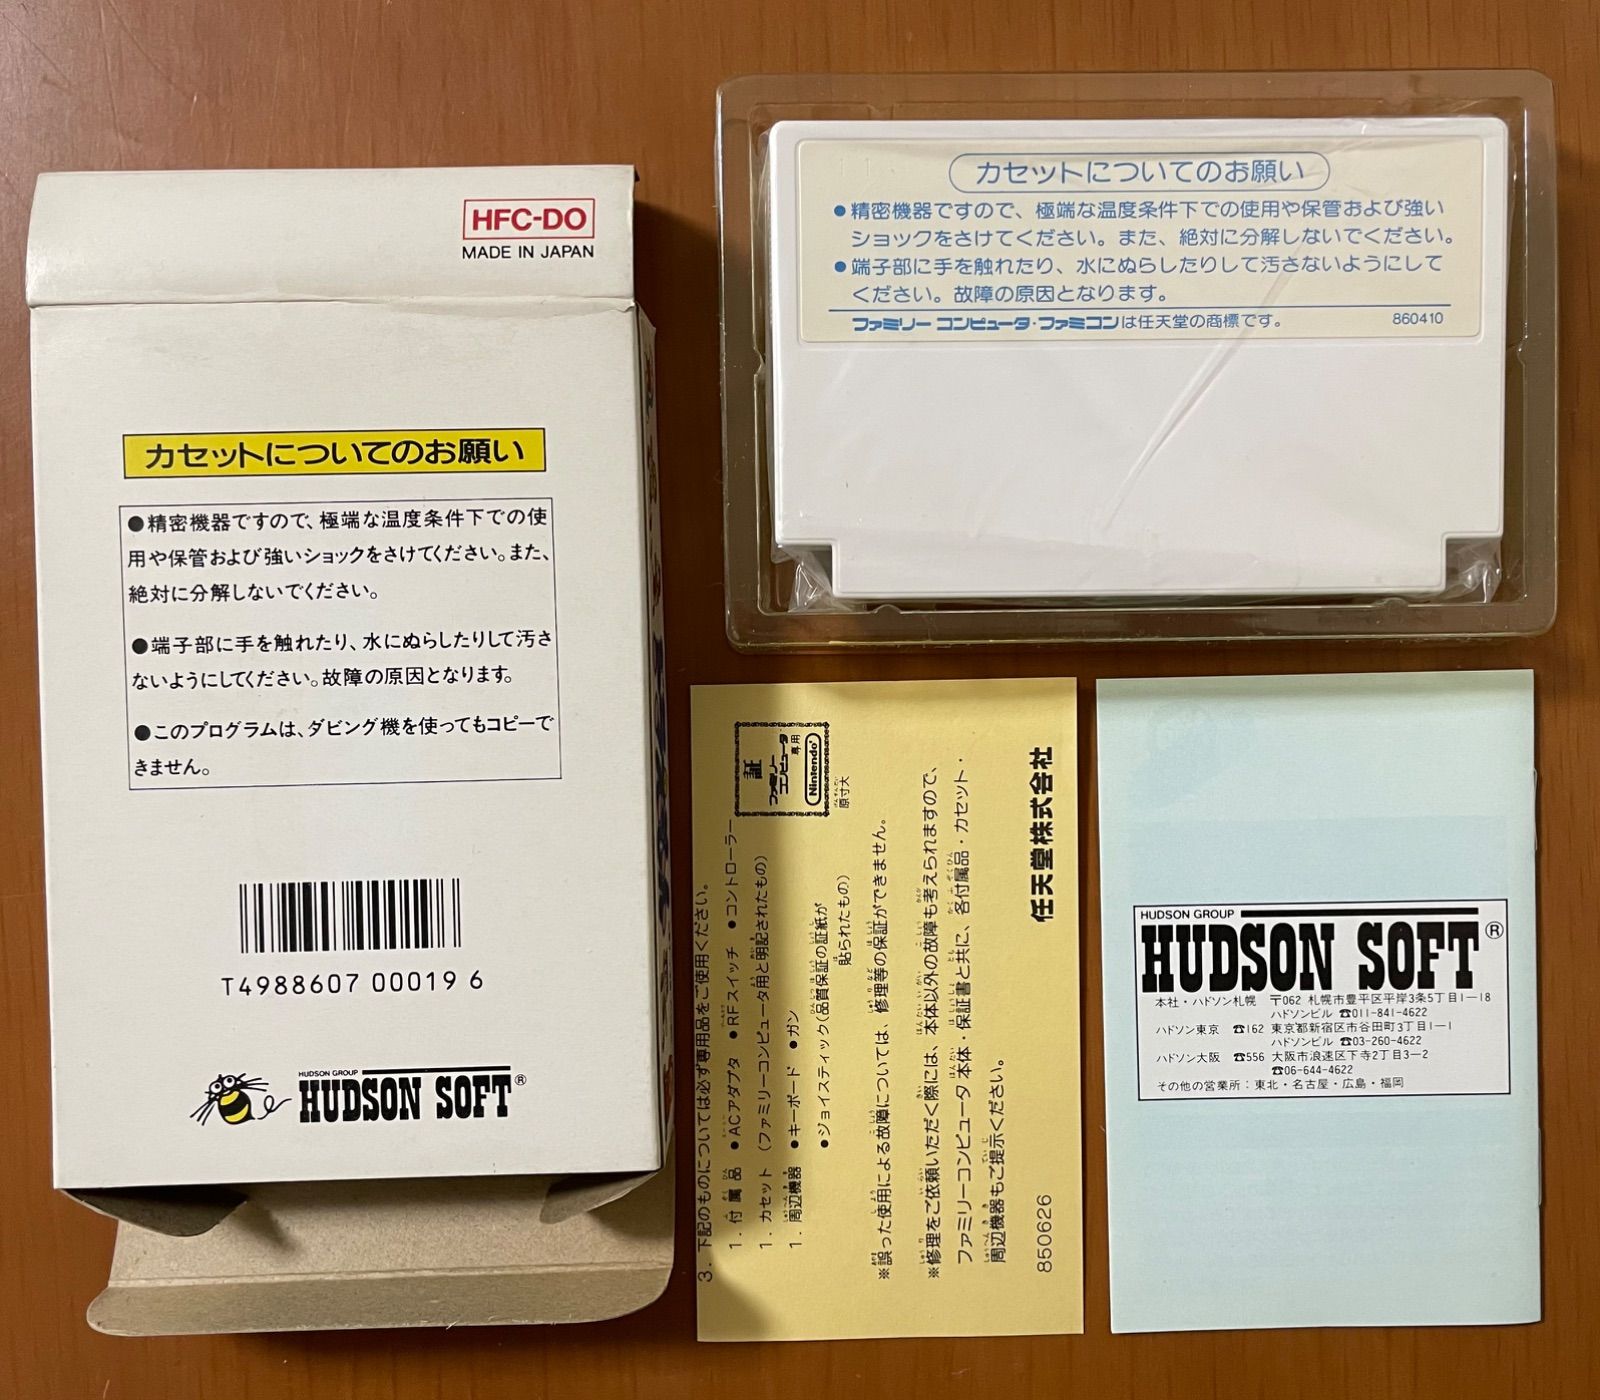 HFC-DO
MADE IN JAPAN
カセットについてのお願い
●精密機器ですので、極端な温度条件下での使
用や保管および強いショックをさけてください。また、
絶対に分解しないでください。
●端子部に手を触れたり、水にぬらしたりして汚さ
ないようにしてください。故障の原因となります。
●このプログラムは、ダビング機を使ってもコピーで
きません。
T4988607 000196
HUDSON GROUP
HUDSON SOFT®
カセットについてのお願い
●精密機器ですので、極端な温度条件下での使用や保管および強い
ショックをさけてください。また、絶対に分解しないでください。
●端子部に手を触れたり、水にぬらしたりして汚さないようにして
ください。故障の原因となります。
ファミリーコンピュータ・ファミコンは任天堂の商標です。
860410
3. 下記のものについては必ず専用品をご使用ください。
1. 付属品 ●ACアダプタ ●RFスイッチ ●コントローラー
1. カセット (ファミリーコンピュータ用と明記されたもの)
1. 周辺機器 ●キーボード ●ガン
●ジョイスティック(品質保証の証紙が
貼られたもの)
証
ファミリー
コンピュータ
専用
Nintendo
原寸大
※誤った使用による故障については、修理等の保証ができません。
※修理をご依頼いただく際には、本体以外の故障も考えられますので、
ファミリーコンピュータ本体・保証書と共に、各付属品・カセット・
周辺機器もご提示ください。
850626
任天堂株式会社
HUDSON GROUP
HUDSON SOFT®
本社・ハドソン札幌 〒062 札幌市豊平区平岸3条5丁目1-18
ハドソンビル ☎011-841-4622
ハドソン東京 ☎162 東京都新宿区市谷田町3丁目1-1
ハドソンビル ☎03-260-4622
ハドソン大阪 ☎556 大阪市浪速区下寺2丁目3-2
☎06-644-4622
その他の営業所:東北・名古屋・広島・福岡